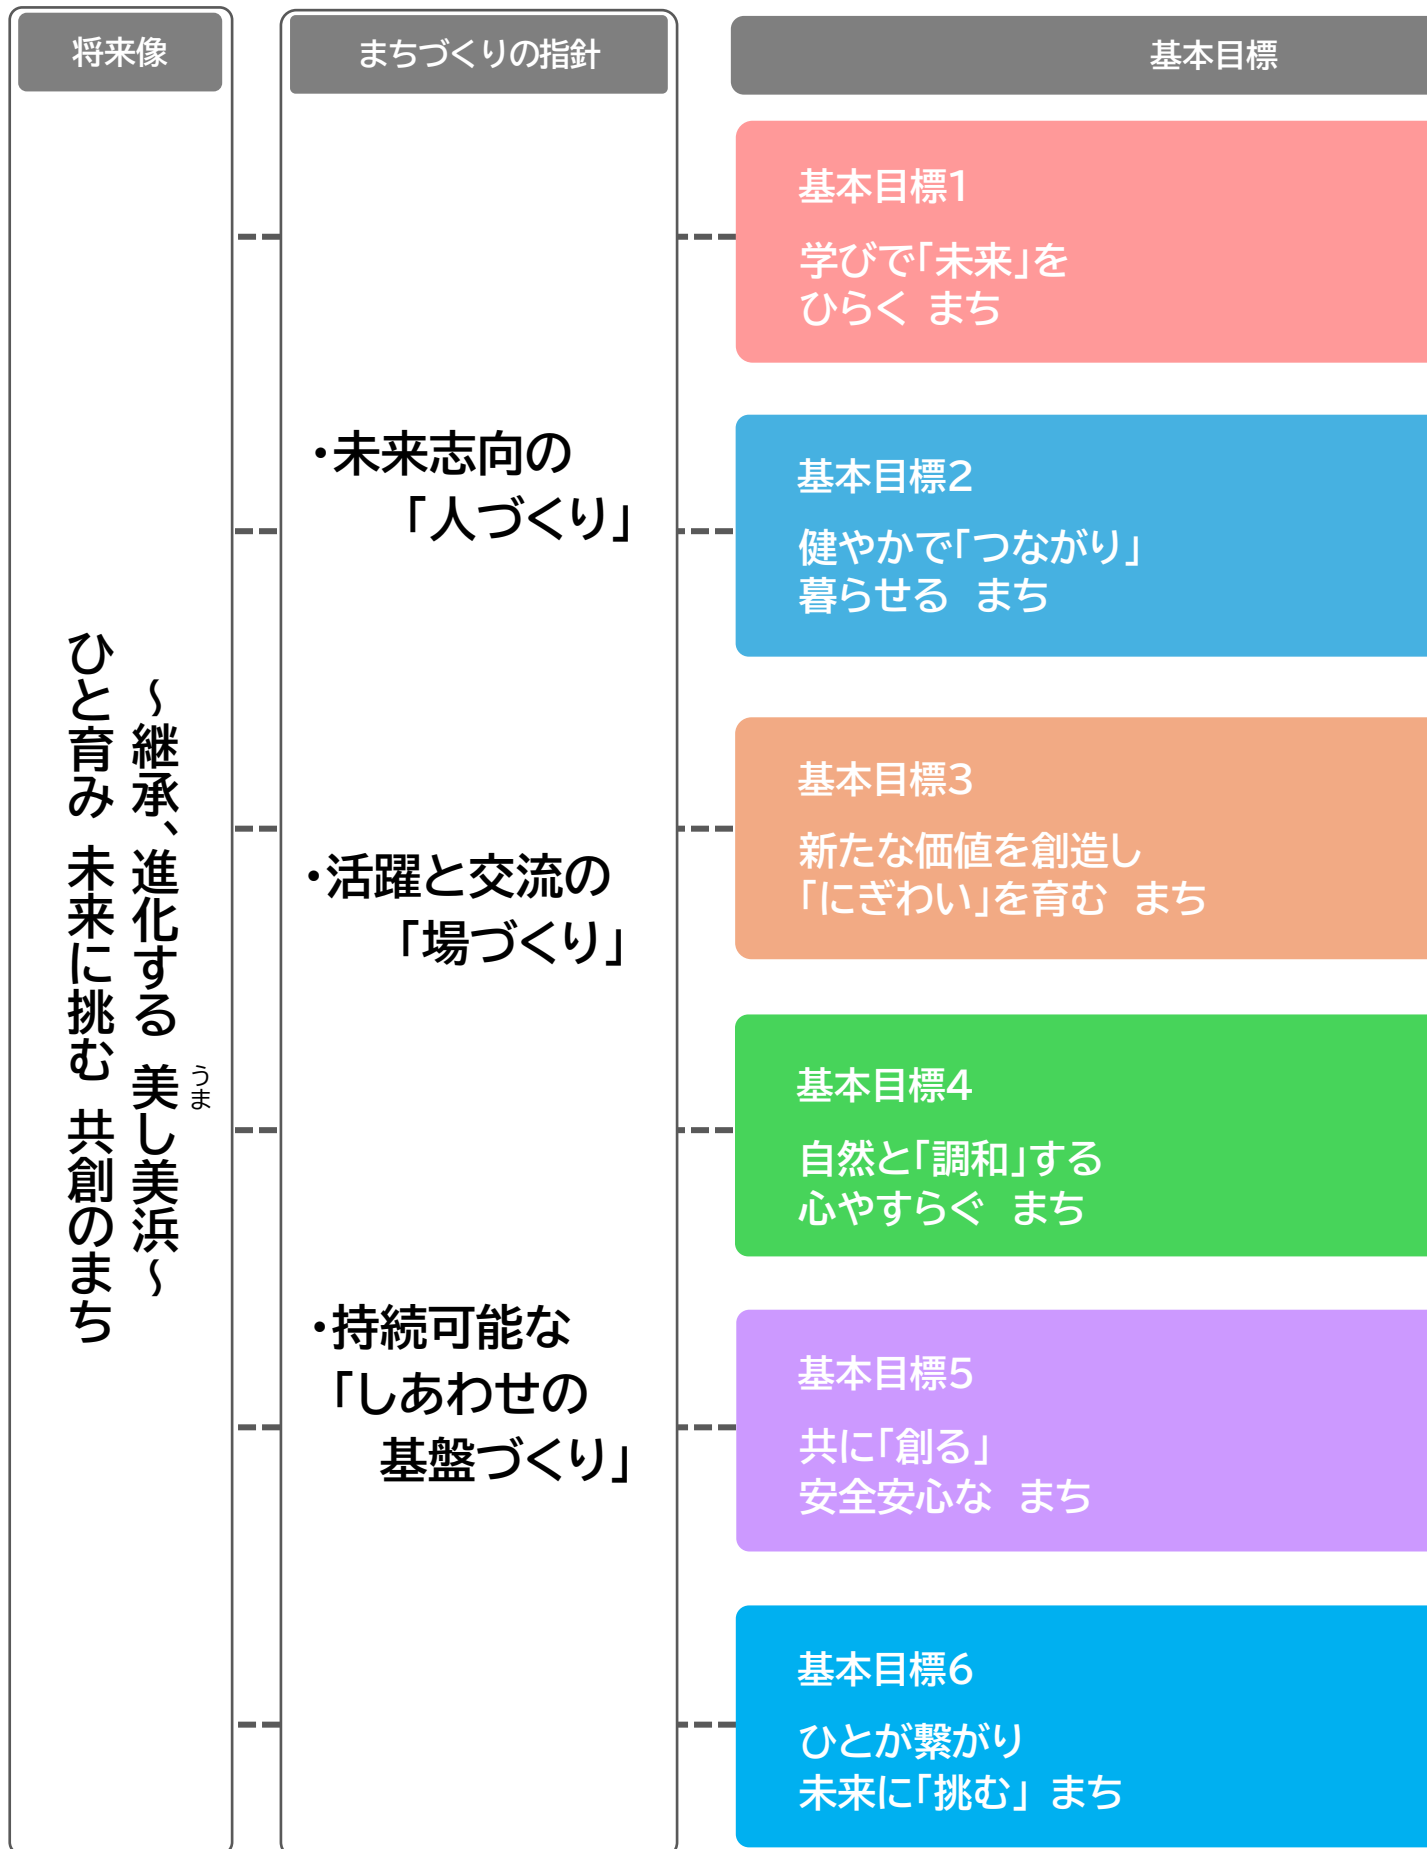 将来像
うま
～継承、進化する 美し美浜～
ひと育み 未来に挑む 共創のまち
まちづくりの指針
・未来志向の
「人づくり」
・活躍と交流の
「場づくり」
・持続可能な
「しあわせの
基盤づくり」
基本目標
基本目標1
学びで「未来」を
ひらく まち
基本目標2
健やかで「つながり」
暮らせる まち
基本目標3
新たな価値を創造し
「にぎわい」を育む まち
基本目標4
自然と「調和」する
心やすらぐ まち
基本目標5
共に「創る」
安全安心な まち
基本目標6
ひとが繋がり
未来に「挑む」 まち